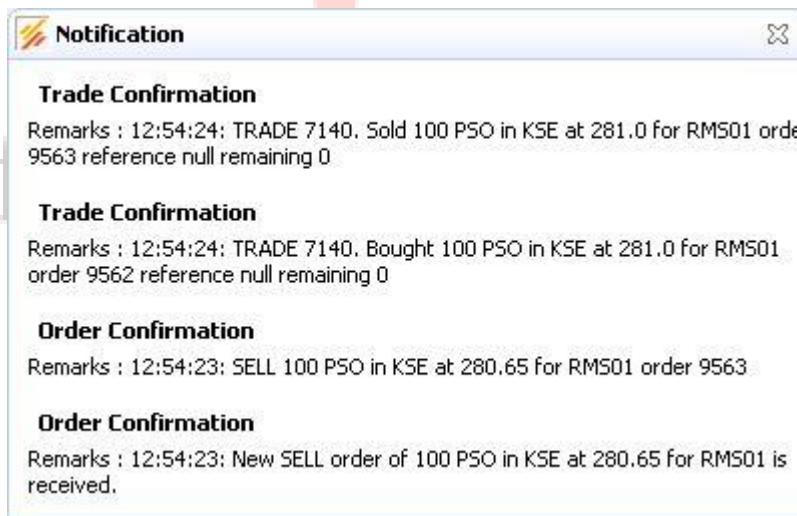 Notification
Trade Confirmation
Remarks : 12:54:24: TRADE 7140. Sold 100 PSO in KSE at 281.0 for RMS01 orde
9563 reference null remaining 0
Trade Confirmation
Remarks : 12:54:24: TRADE 7140. Bought 100 PSO in KSE at 281.0 for RMS01
order 9562 reference null remaining 0
Order Confirmation
Remarks : 12:54:23: SELL 100 PSO in KSE at 280.65 for RMS01 order 9563
Order Confirmation
Remarks : 12:54:23: New SELL order of 100 PSO in KSE at 280.65 for RMS01 is
received.